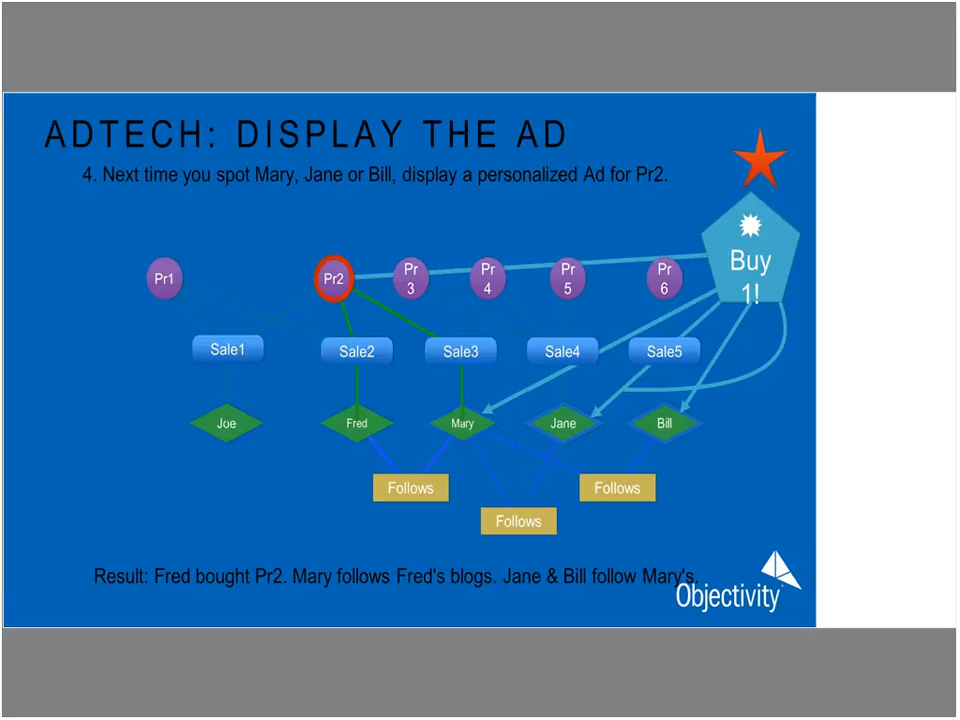 ADTECH: DISPLAY THE AD
4. Next time you spot Mary, Jane or Bill, display a personalized Ad for Pr2.
Buy
1!
Pr1
Pr2
Pr
3
Pr
4
Pr
5
Pr
6
Sale1
Sale2
Sale3
Sale4
Sale5
Joe
Fred
Mary
Jane
Bill
Follows
Follows
Follows
Result: Fred bought Pr2. Mary follows Fred's blogs. Jane & Bill follow Mary's.
Objectivity